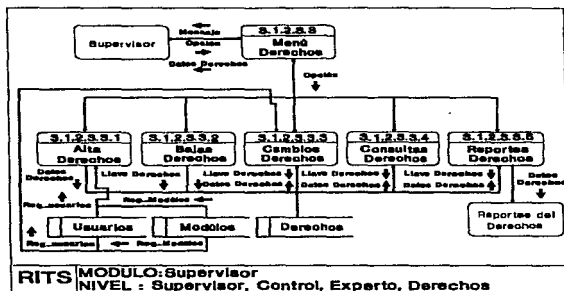 Supervisor
Mensaje
Opción
Datos Derechos
3.1.2.3.3
Menú
Derechos
Opción
3.1.2.3.3.1
Alta
Derechos
3.1.2.3.3.2
Bajas
Derechos
3.1.2.3.3.3
Cambios
Derechos
3.1.2.3.3.4
Consultas
Derechos
3.1.2.3.3.5
Reportes
Derechos
Datos
Derechos
Llave Derechos
Llave Derechos
Datos Derechos
Llave Derechos
Datos Derechos
Llave Derechos
Datos Derechos
Datos
Derechos
Reg_usuarios
Reg_Modúlos
Usuarios
Modúlos
Derechos
Reportes del
Derechos
Reg_usuarios
Reg_Modúlos
RITS
MODULO:Supervisor
NIVEL : Supervisor, Control, Experto, Derechos